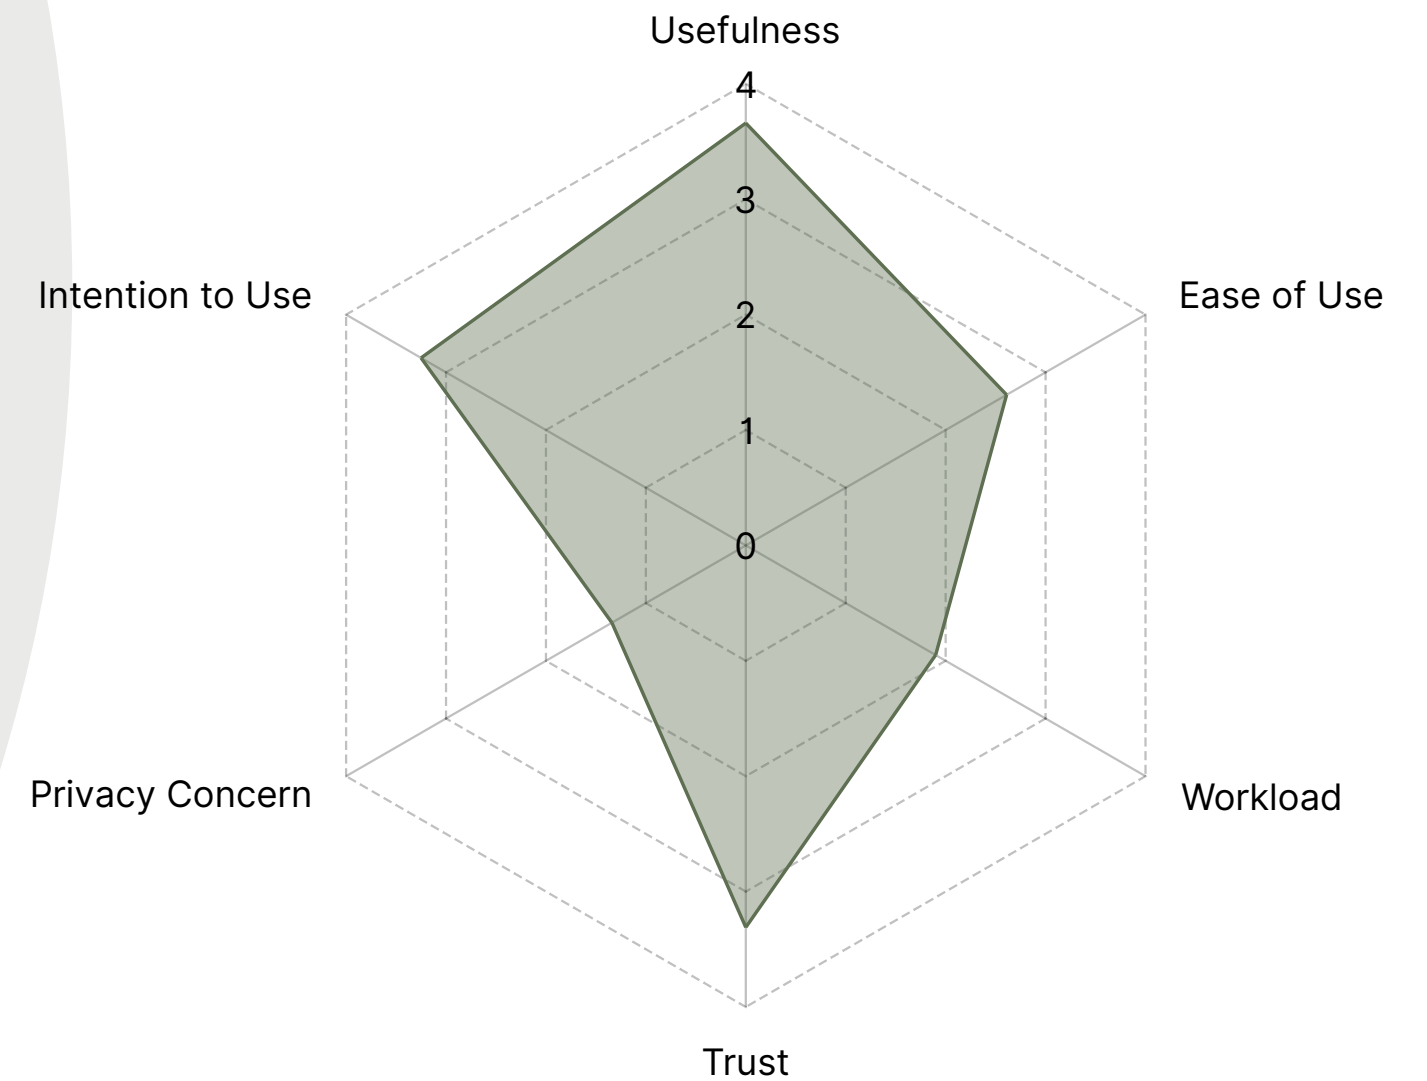 Usefulness
4
3
Intention to Use
Ease of Use
2
1
0
Privacy Concern
Workload
Trust